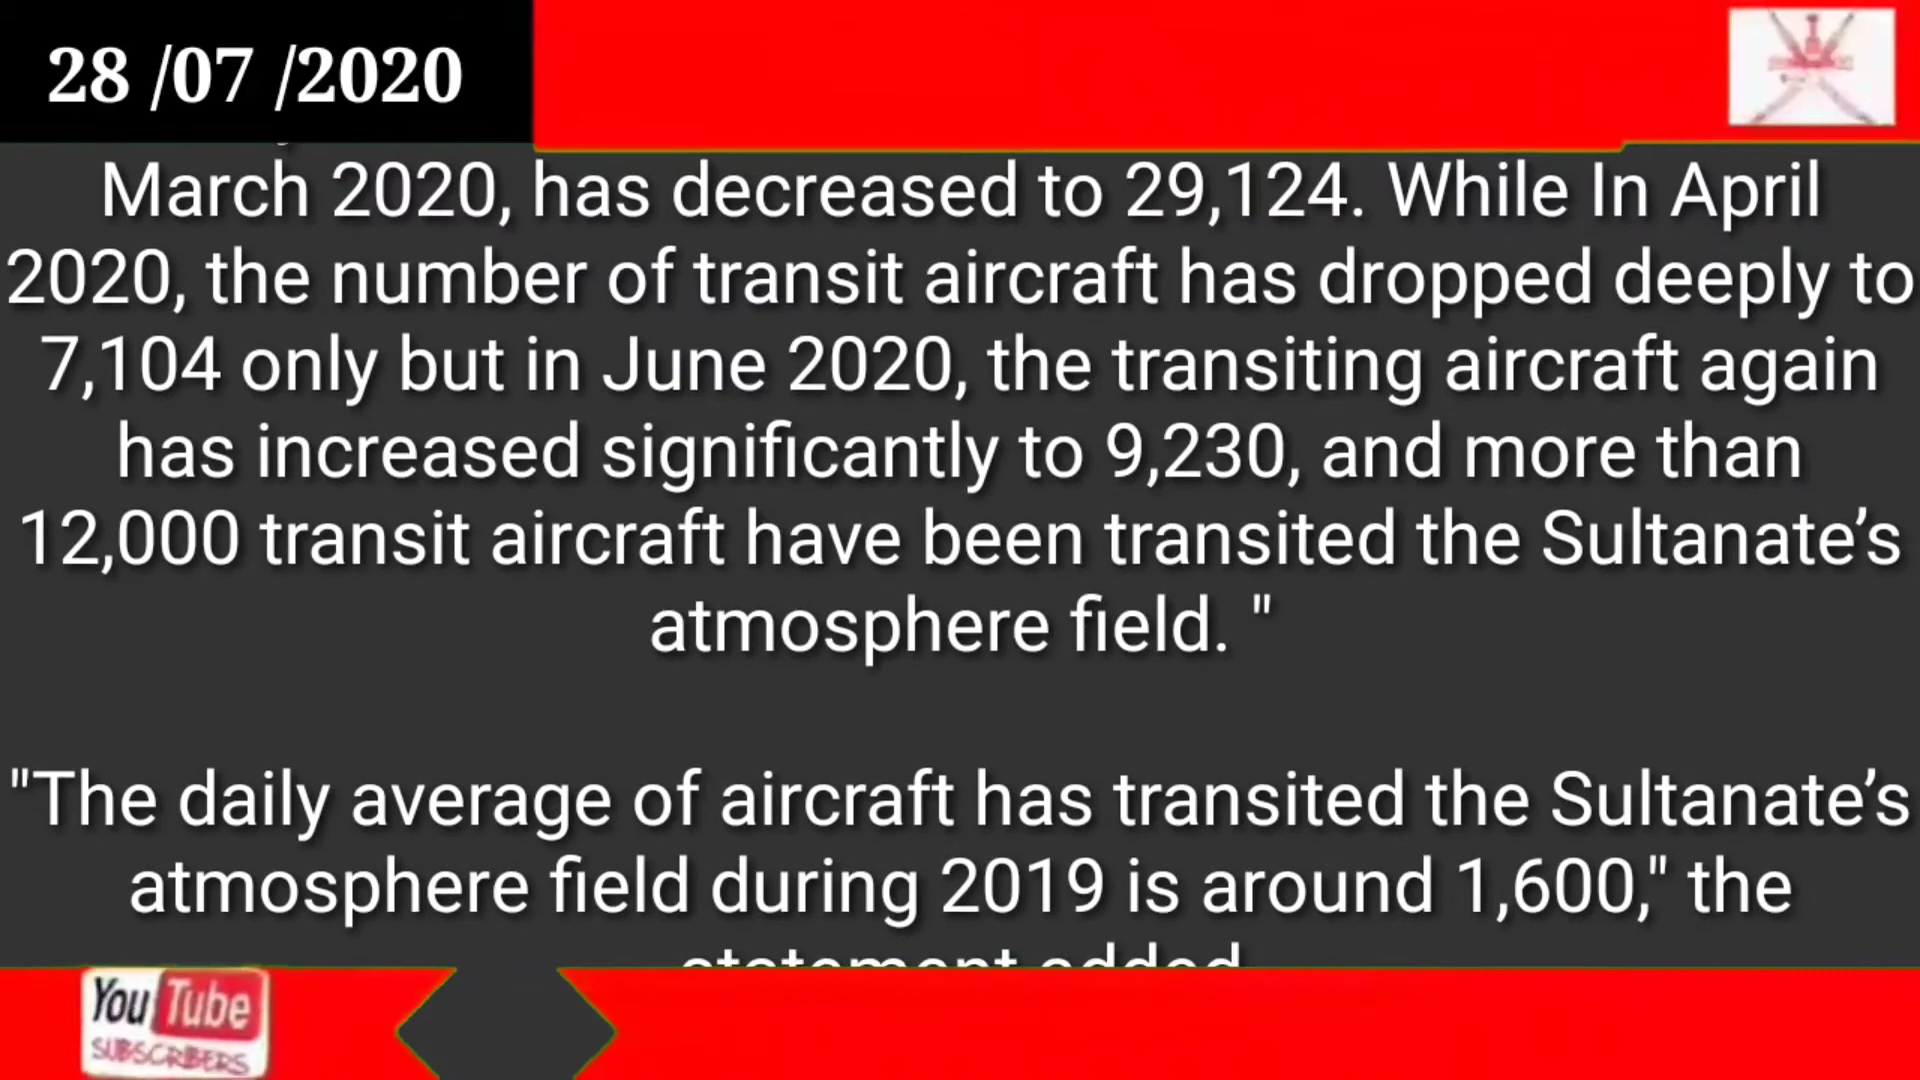 28 /07 /2020
March 2020, has decreased to 29,124. While In April
2020, the number of transit aircraft has dropped deeply to
7,104 only but in June 2020, the transiting aircraft again
has increased significantly to 9,230, and more than
12,000 transit aircraft have been transited the Sultanate’s
atmosphere field. "
"The daily average of aircraft has transited the Sultanate’s
atmosphere field during 2019 is around 1,600," the
statement added
You Tube
SUBSCRIBERS